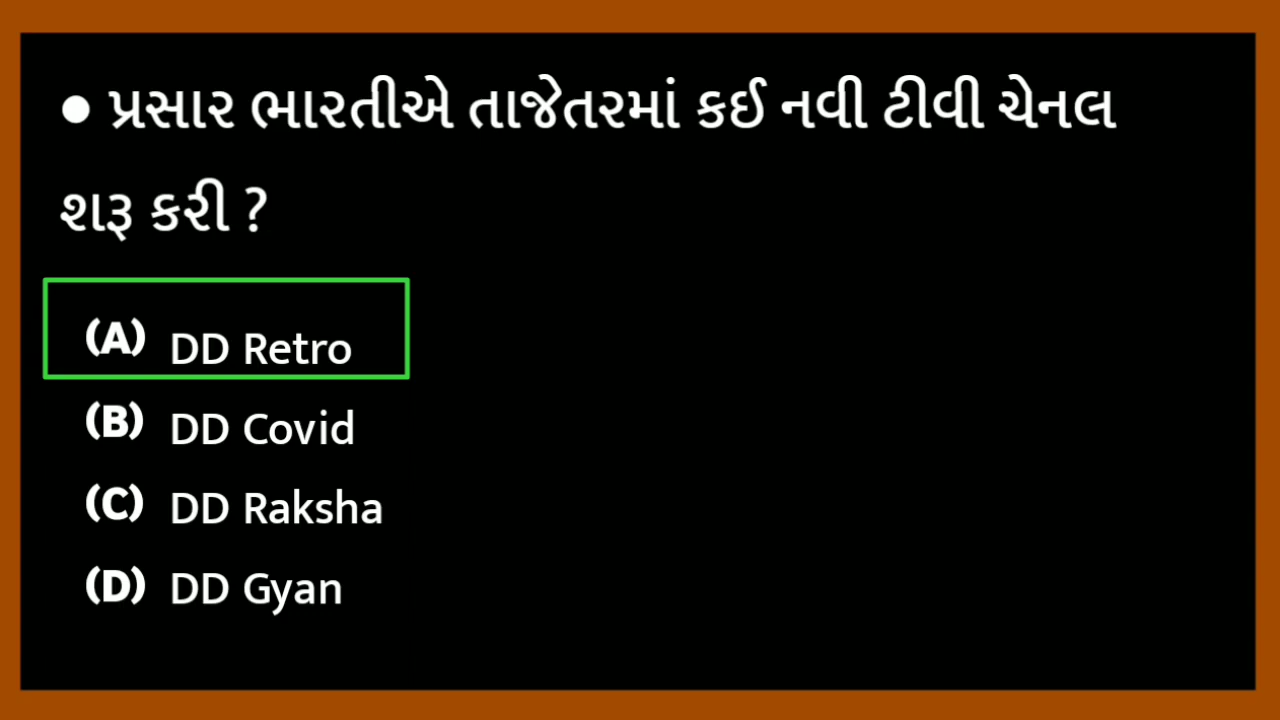 ● પ્રસાર ભારતીએ તાજેતરમાં કઈ નવી ટીવી ચેનલ
શરૂ કરી ?
(A) DD Retro
(B) DD Covid
(C) DD Raksha
(D) DD Gyan